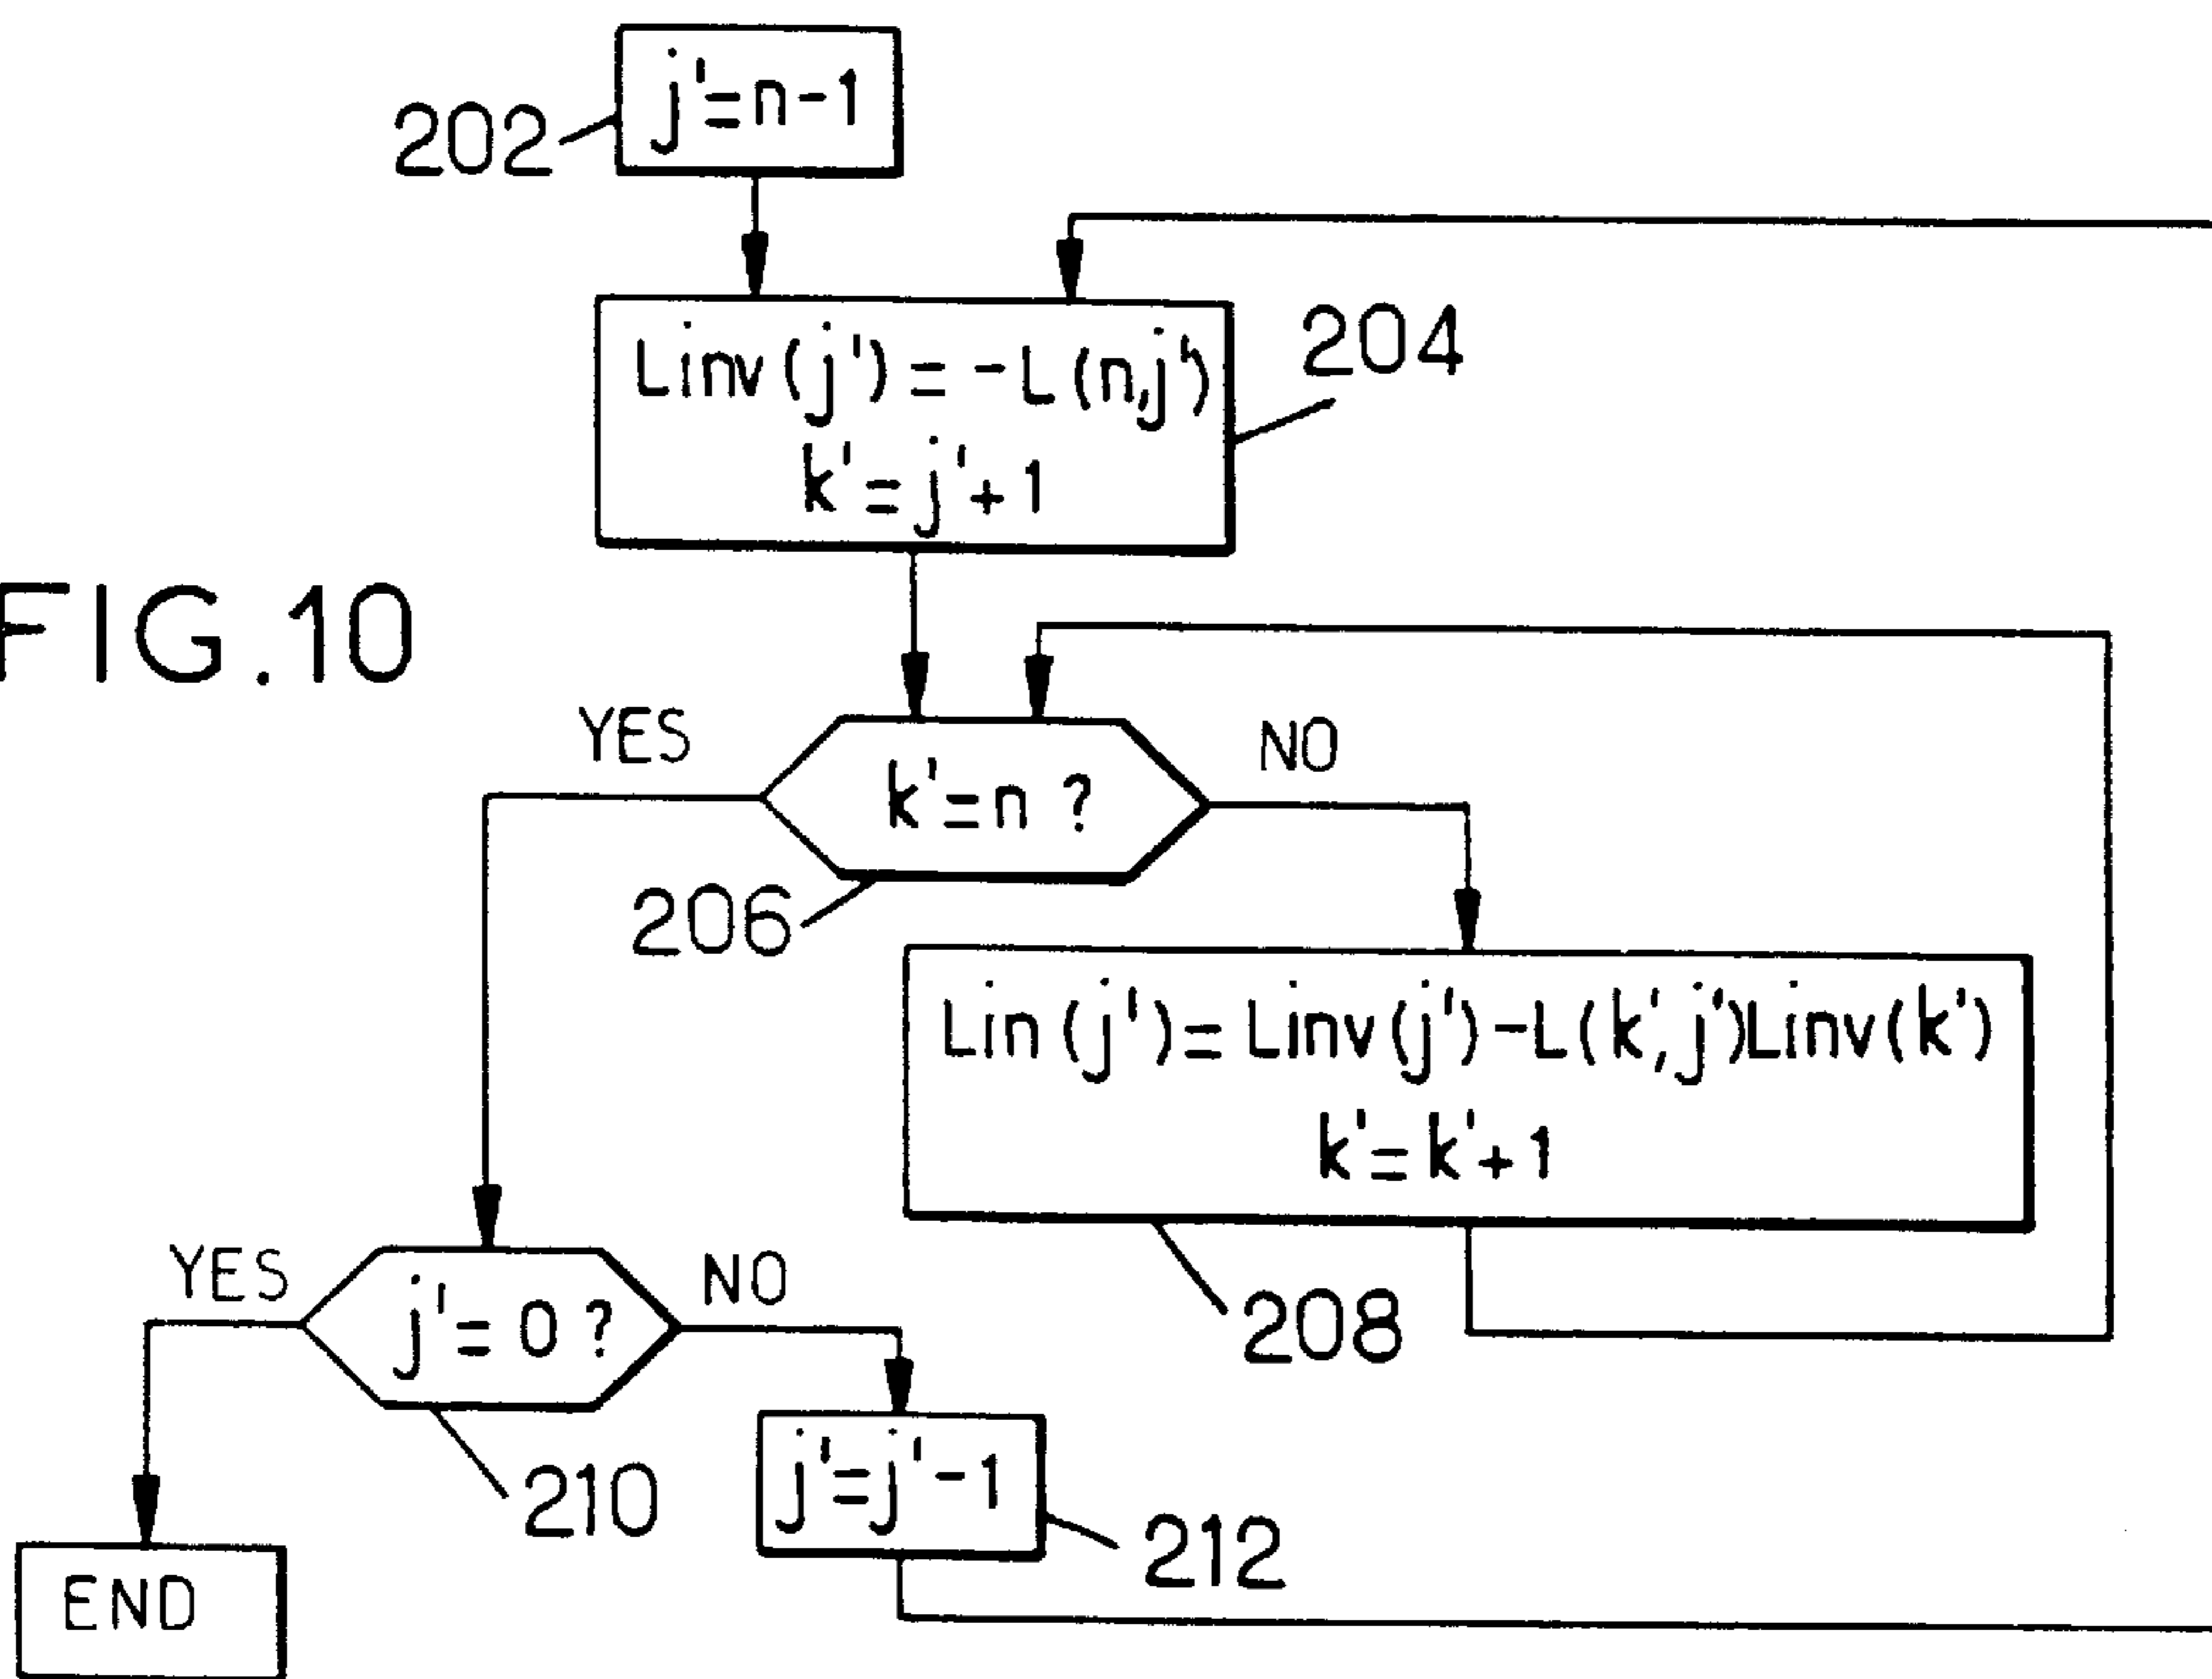 j'=n-1
202
Linv(j')=-L(n,j')
k'=j'+1
204
FIG.10
YES
NO
k'=n ?
206
Lin(j')=Linv(j')-L(k',j')Linv(k')
k'=k'+1
208
YES
NO
j'=0 ?
210
j'=j'-1
212
END